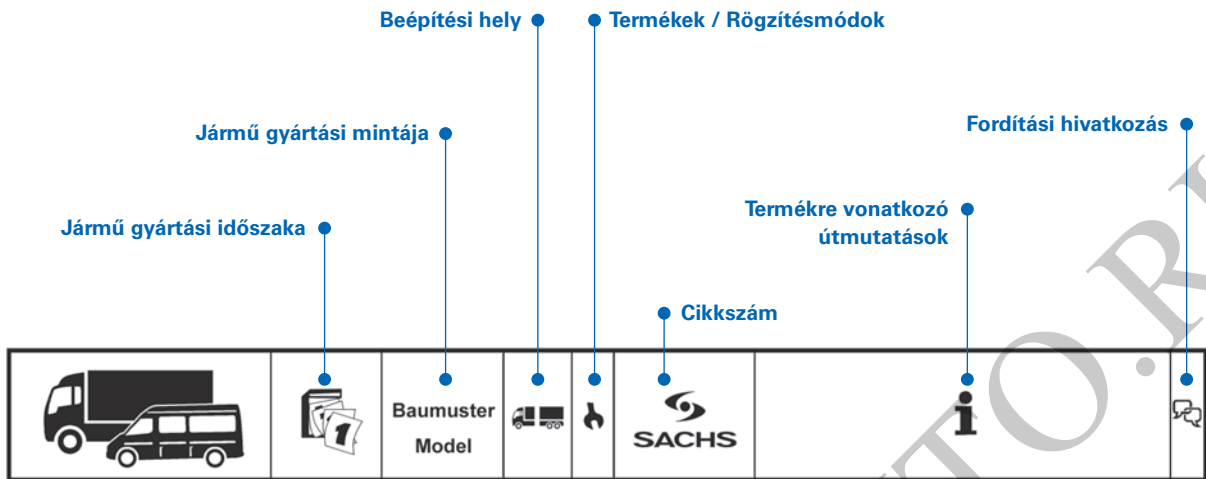 Beépítési hely
Termékek / Rögzítésmódok
Jármű gyártási mintája
Fordítási hivatkozás
Jármű gyártási időszaka
Termékre vonatkozó
útmutatások
Cikkszám
1
Baumuster
Model
SACHS
i